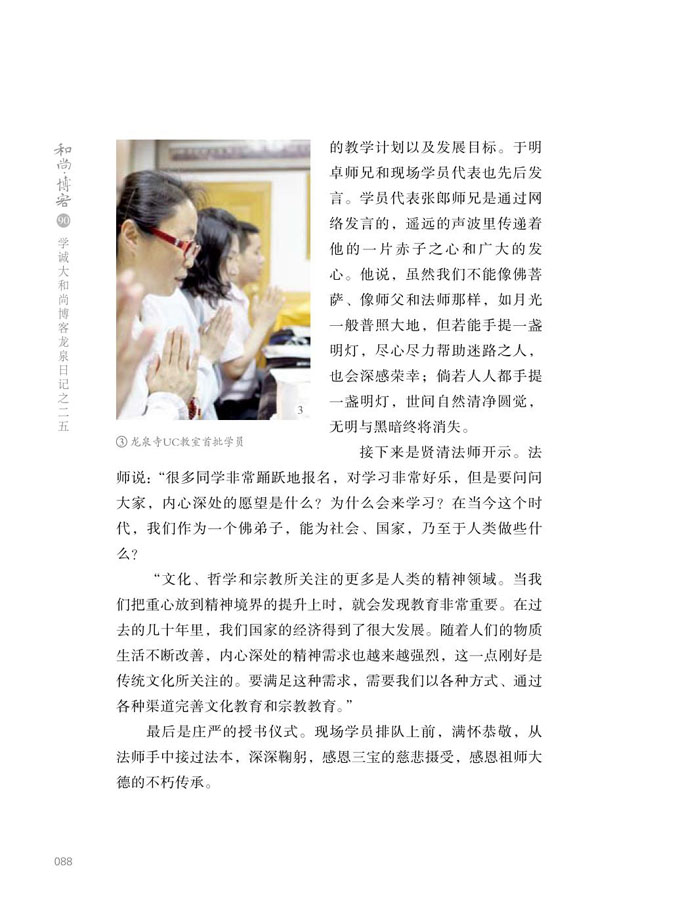 和尚·博客
90
学诚大和尚博客龙泉日记之二五
的教学计划以及发展目标。于明
卓师兄和现场学员代表也先后发
言。学员代表张郎师兄是通过网
络发言的，遥远的声波里传递着
他的一片赤子之心和广大的发
心。他说，虽然我们不能像佛菩
萨、像师父和法师那样，如月光
一般普照大地，但若能手提一盏
明灯，尽心尽力帮助迷路之人，
也会深感荣幸；倘若人人都手提
一盏明灯，世间自然清净圆觉，
无明与黑暗终将消失。
3
③ 龙泉寺UC教室首批学员
接下来是贤清法师开示。法
师说：“很多同学非常踊跃地报名，对学习非常好乐，但是要问问
大家，内心深处的愿望是什么？为什么会来学习？在当今这个时
代，我们作为一个佛弟子，能为社会、国家，乃至于人类做些什
么？
“文化、哲学和宗教所关注的更多是人类的精神领域。当我
们把重心放到精神境界的提升上时，就会发现教育非常重要。在过
去的几十年里，我们国家的经济得到了很大发展。随着人们的物质
生活不断改善，内心深处的精神需求也越来越强烈，这一点刚好是
传统文化所关注的。要满足这种需求，需要我们以各种方式、通过
各种渠道完善文化教育和宗教教育。”
最后是庄严的授书仪式。现场学员排队上前，满怀恭敬，从
法师手中接过法本，深深鞠躬，感恩三宝的慈悲摄受，感恩祖师大
德的不朽传承。
088